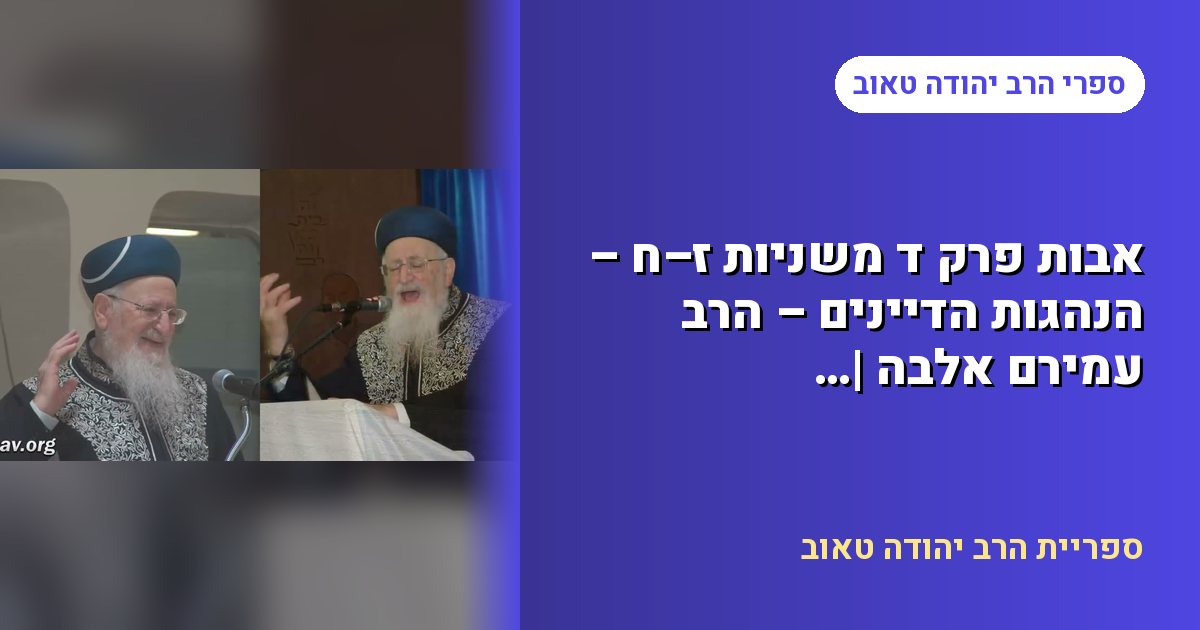 ספרי הרב יהודה טאוב
אבות פרק ד משניות ז–ח –
הנהגות הדיינים – הרב
עמירם אלבה |...
ספריית הרב יהודה טאוב
av.org